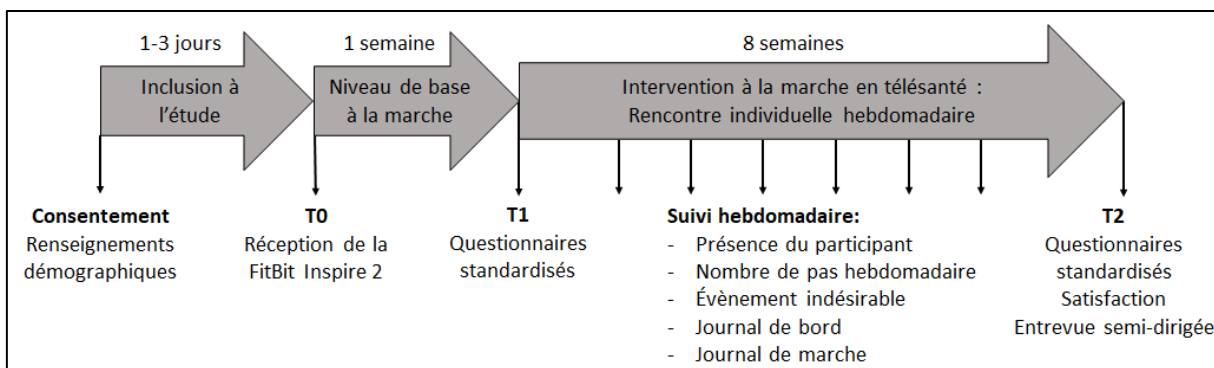 1-3 jours
1 semaine
8 semaines
Inclusion à
l’étude
Niveau de base
à la marche
Intervention à la marche en télésanté :
Rencontre individuelle hebdomadaire
Consentement
Renseignements
démographiques
T0
Réception de la
FitBit Inspire 2
T1
Questionnaires
standardisés
Suivi hebdomadaire:
- Présence du participant
- Nombre de pas hebdomadaire
- Évènement indésirable
- Journal de bord
- Journal de marche
T2
Questionnaires
standardisés
Satisfaction
Entrevue semi-dirigée